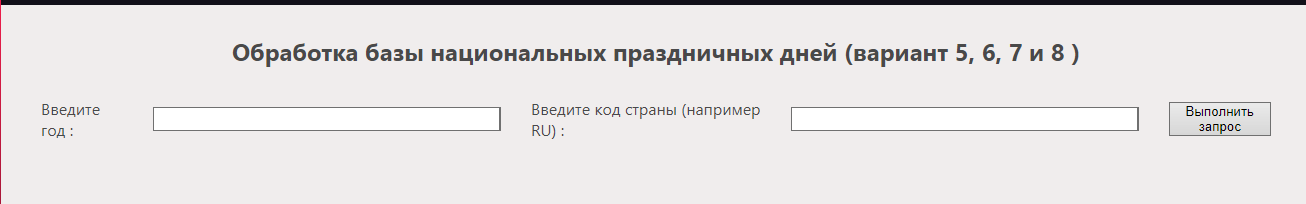 Обработка базы национальных праздничных дней (вариант 5, 6, 7 и 8 )
Введите
год :
Введите код страны (например
RU) :
Выполнить
запрос